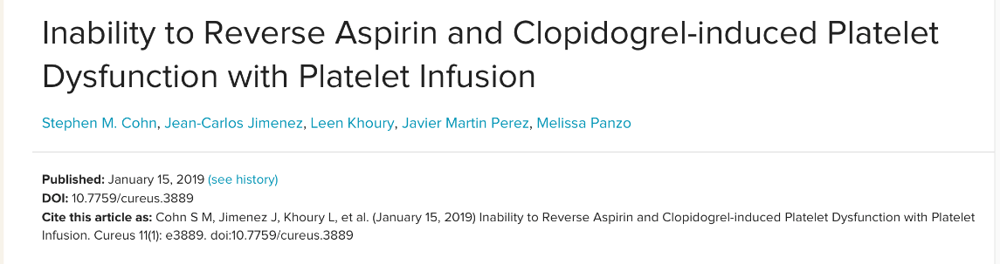 Inability to Reverse Aspirin and Clopidogrel-induced Platelet
Dysfunction with Platelet Infusion
Stephen M. Cohn, Jean-Carlos Jimenez, Leen Khoury, Javier Martin Perez, Melissa Panzo
Published: January 15, 2019 (see history)
DOI: 10.7759/cureus.3889
Cite this article as: Cohn S M, Jimenez J, Khoury L, et al. (January 15, 2019) Inability to Reverse Aspirin and Clopidogrel-induced Platelet Dysfunction with Platelet
Infusion. Cureus 11(1): e3889. doi:10.7759/cureus.3889